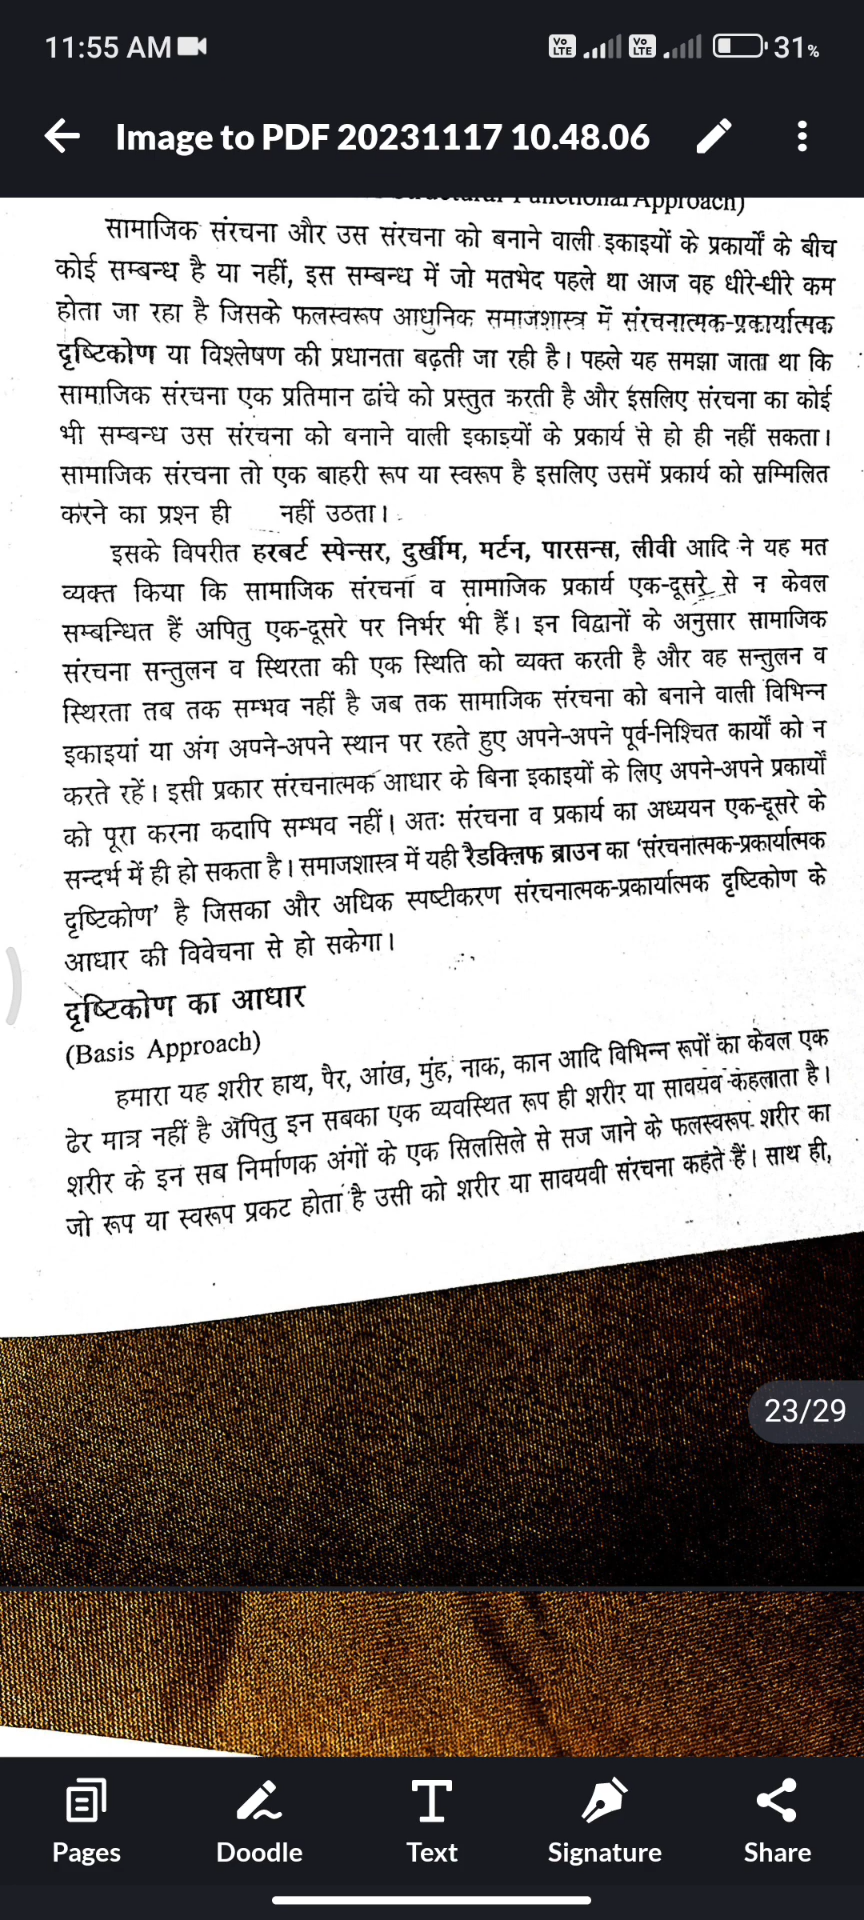 11:55 AM
Vo LTE Vo LTE 31%
Image to PDF 20231117 10.48.06
Structural Functional Approach)
सामाजिक संरचना और उस संरचना को बनाने वाली इकाइयों के प्रकार्यों के बीच
कोई सम्बन्ध है या नहीं, इस सम्बन्ध में जो मतभेद पहले था आज वह धीरे-धीरे कम
होता जा रहा है जिसके फलस्वरूप आधुनिक समाजशास्त्र में संरचनात्मक-प्रकार्यात्मक
दृष्टिकोण या विश्लेषण की प्रधानता बढ़ती जा रही है। पहले यह समझा जाता था कि
सामाजिक संरचना एक प्रतिमान ढांचे को प्रस्तुत करती है और इसलिए संरचना का कोई
भी सम्बन्ध उस संरचना को बनाने वाली इकाइयों के प्रकार्य से हो ही नहीं सकता।
सामाजिक संरचना तो एक बाहरी रूप या स्वरूप है इसलिए उसमें प्रकार्य को सम्मिलित
करने का प्रश्न ही नहीं उठता।
इसके विपरीत हरबर्ट स्पेन्सर, दुर्खीम, मर्टन, पारसन्स, लीवी आदि ने यह मत
व्यक्त किया कि सामाजिक संरचना व सामाजिक प्रकार्य एक-दूसरे से न केवल
सम्बन्धित हैं अपितु एक-दूसरे पर निर्भर भी हैं। इन विद्वानों के अनुसार सामाजिक
संरचना सन्तुलन व स्थिरता की एक स्थिति को व्यक्त करती है और वह सन्तुलन व
स्थिरता तब तक सम्भव नहीं है जब तक सामाजिक संरचना को बनाने वाली विभिन्न
इकाइयां या अंग अपने-अपने स्थान पर रहते हुए अपने-अपने पूर्व-निश्चित कार्यों को न
करते रहें। इसी प्रकार संरचनात्मक आधार के बिना इकाइयों के लिए अपने-अपने प्रकार्यों
को पूरा करना कदापि सम्भव नहीं। अतः संरचना व प्रकार्य का अध्ययन एक-दूसरे के
सन्दर्भ में ही हो सकता है। समाजशास्त्र में यही रैडक्लिफ ब्राउन का ‘संरचनात्मक-प्रकार्यात्मक
दृष्टिकोण’ है जिसका और अधिक स्पष्टीकरण संरचनात्मक-प्रकार्यात्मक दृष्टिकोण के
आधार की विवेचना से हो सकेगा।
दृष्टिकोण का आधार
(Basis Approach)
हमारा यह शरीर हाथ, पैर, आंख, मुंह, नाक, कान आदि विभिन्न रूपों का केवल एक
ढेर मात्र नहीं है अपितु इन सबका एक व्यवस्थित रूप ही शरीर या सावयव कहलाता है।
शरीर के इन सब निर्माणक अंगों के एक सिलसिले से सज जाने के फलस्वरूप शरीर का
जो रूप या स्वरूप प्रकट होता है उसी को शरीर या सावयवी संरचना कहते हैं। साथ ही,
23/29
Pages Doodle Text Signature Share